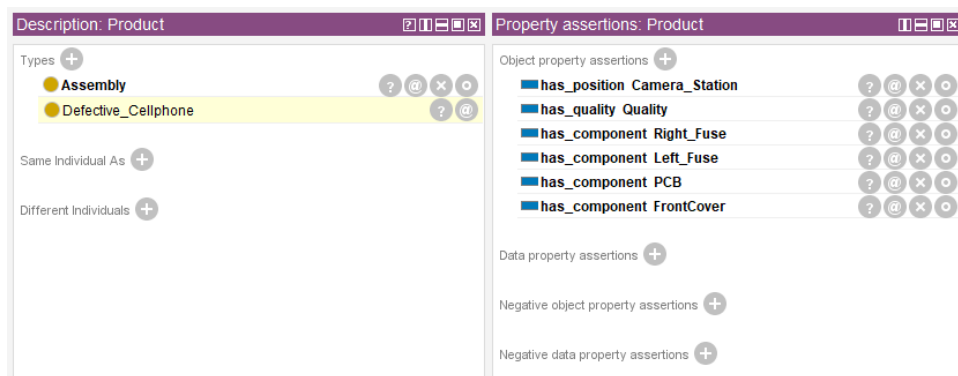 Description: Product
Types
Assembly
Defective_Cellphone
Same Individual As
Different Individuals
Property assertions: Product
Object property assertions
has_position Camera_Station
has_quality Quality
has_component Right_Fuse
has_component Left_Fuse
has_component PCB
has_component FrontCover
Data property assertions
Negative object property assertions
Negative data property assertions